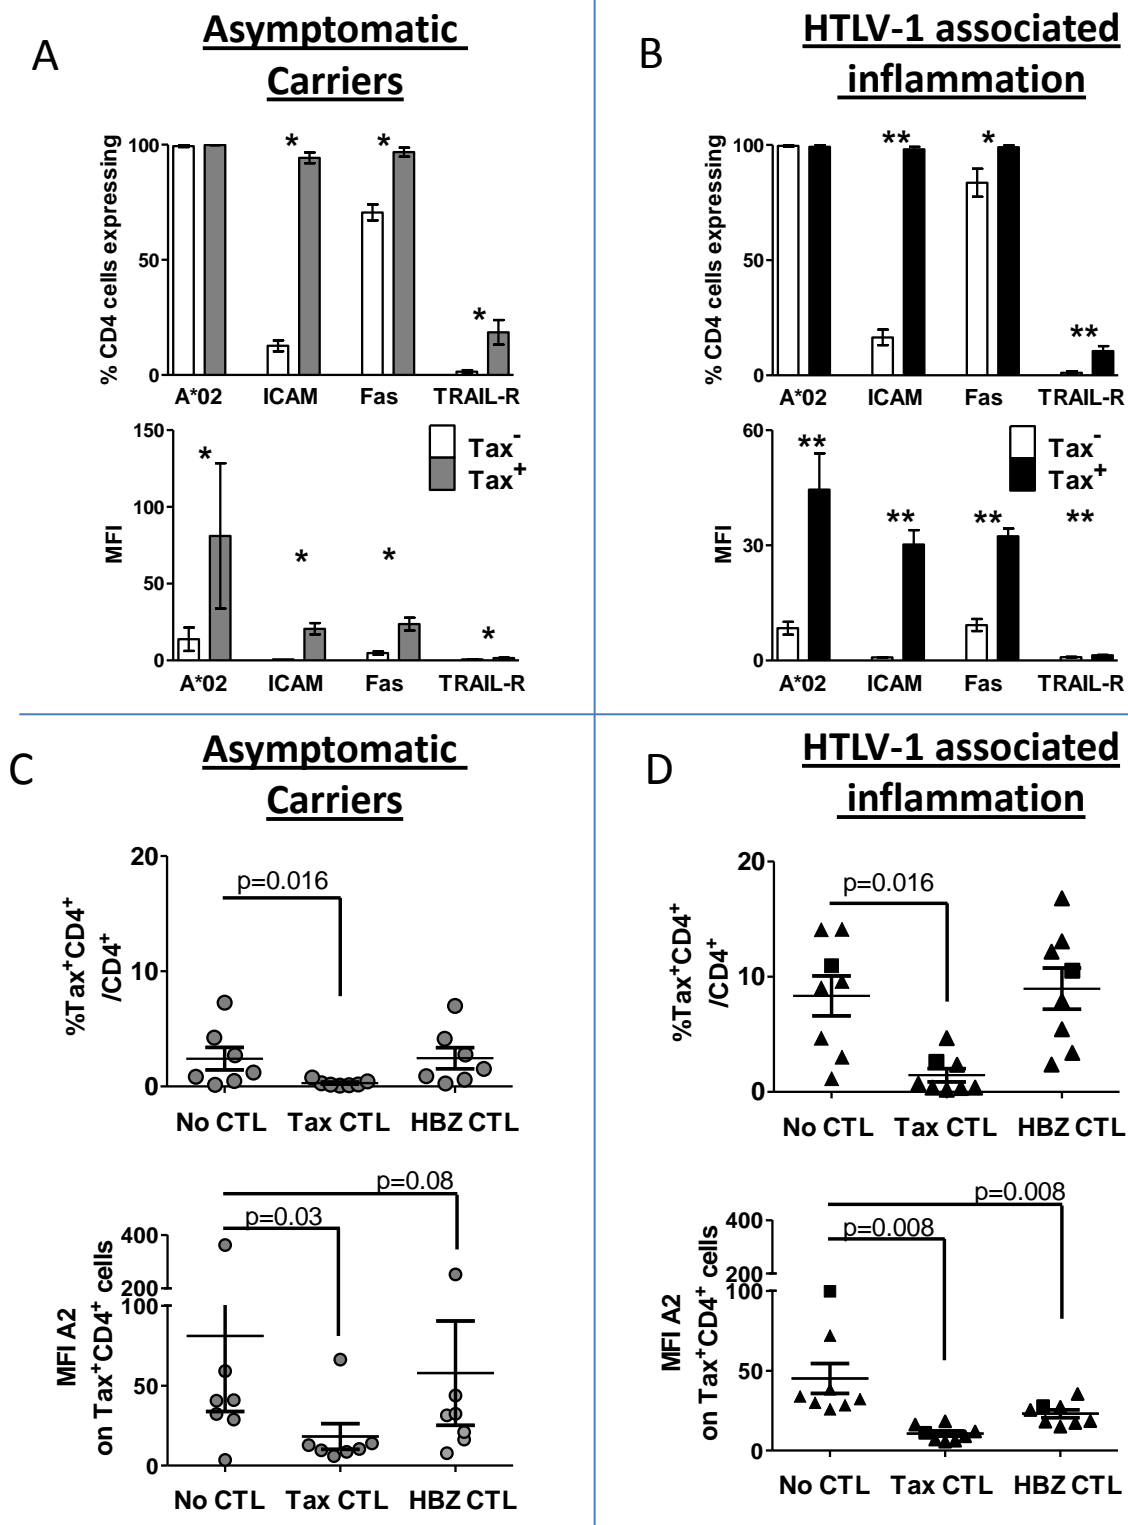 A
Asymptomatic
Carriers
% CD4 cells expressing
100
50
0
*
*
*
A*02 ICAM Fas TRAIL-R
MFI
150
100
50
0
*
*
*
*
Tax-
Tax+
A*02 ICAM Fas TRAIL-R
B
HTLV-1 associated
inflammation
% CD4 cells expressing
100
50
0
**
*
**
A*02 ICAM Fas TRAIL-R
MFI
60
30
0
**
**
**
**
Tax-
Tax+
A*02 ICAM Fas TRAIL-R
C
Asymptomatic
Carriers
%Tax+CD4+
/CD4+
20
10
0
p=0.016
No CTL Tax CTL HBZ CTL
MFI A2
on Tax+CD4+ cells
400
200
100
50
0
p=0.08
p=0.03
No CTL Tax CTL HBZ CTL
D
HTLV-1 associated
inflammation
%Tax+CD4+
/CD4+
20
10
0
p=0.016
No CTL Tax CTL HBZ CTL
MFI A2
on Tax+CD4+ cells
400
200
100
50
0
p=0.008
p=0.008
No CTL Tax CTL HBZ CTL